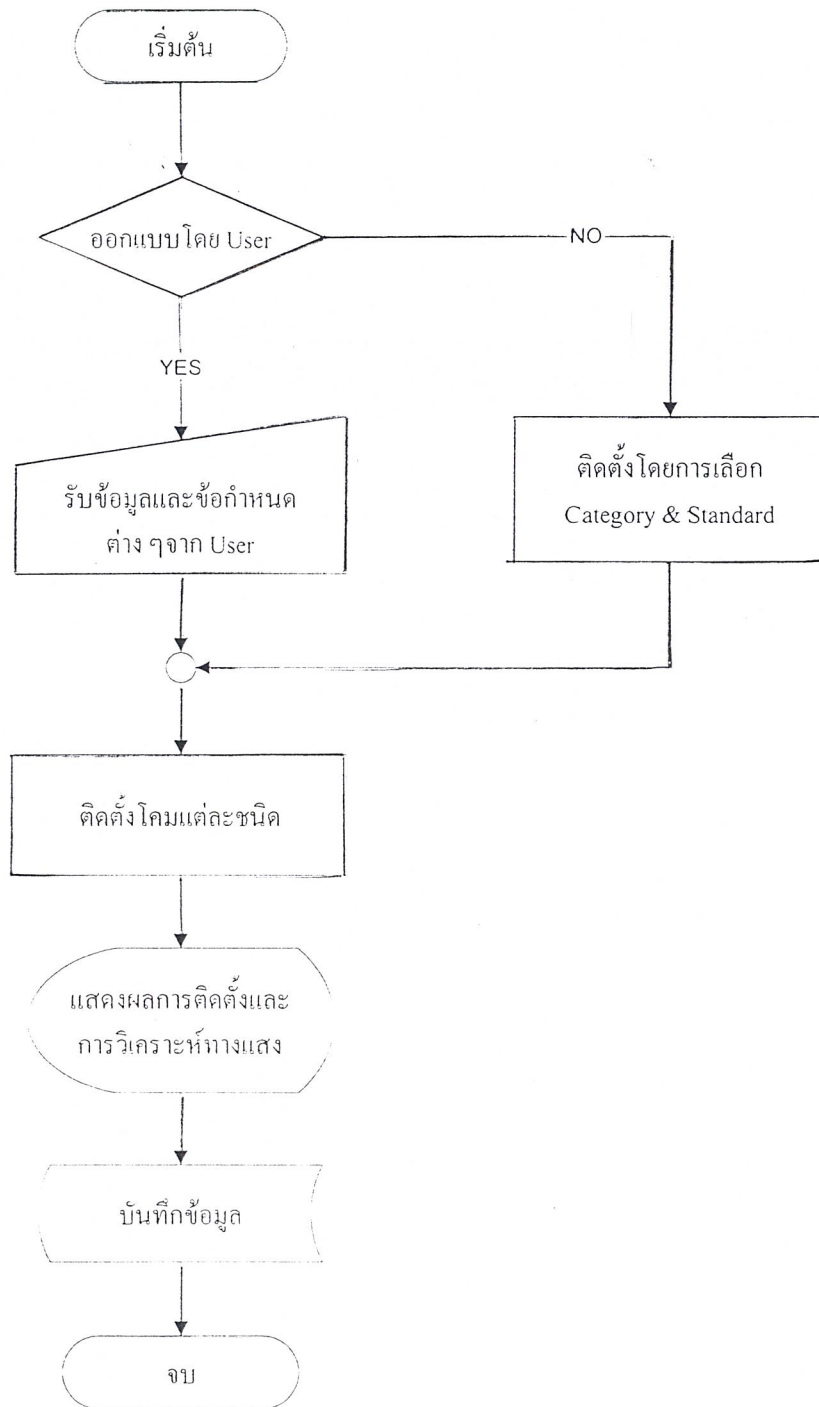 เริ่มต้น
ออกแบบโดย User
NO
YES
รับข้อมูลและข้อกำหนด
ต่าง ๆจาก User
ติดตั้งโดยการเลือก
Category & Standard
ติดตั้งโคมแต่ละชนิด
แสดงผลการติดตั้งและ
การวิเคราะห์ทางแสง
บันทึกข้อมูล
จบ